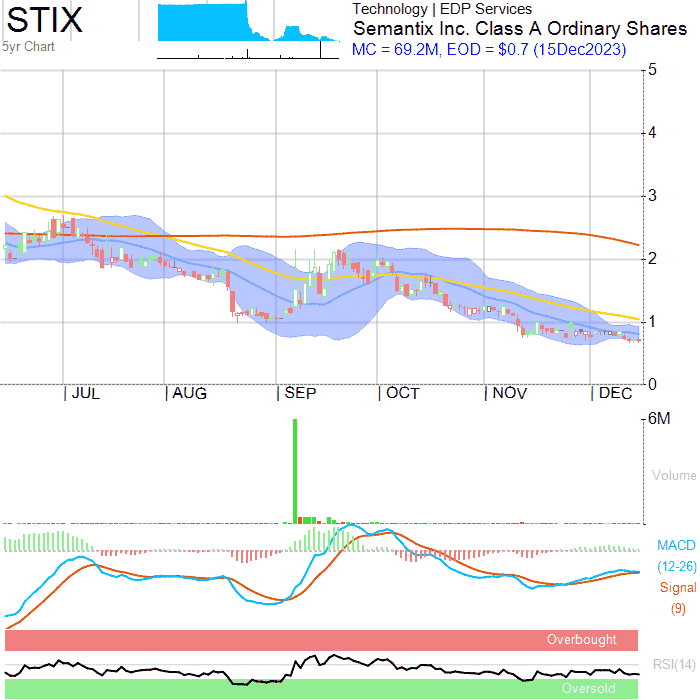 STIX
5yr Chart
Technology | EDP Services
Semantix Inc. Class A Ordinary Shares
MC = 69.2M, EOD = $0.7 (15Dec2023)
5
4
3
2
1
0
JUL AUG SEP OCT NOV DEC
6M
Volume
MACD
(12-26)
Signal
(9)
Overbought
RSI(14)
Oversold